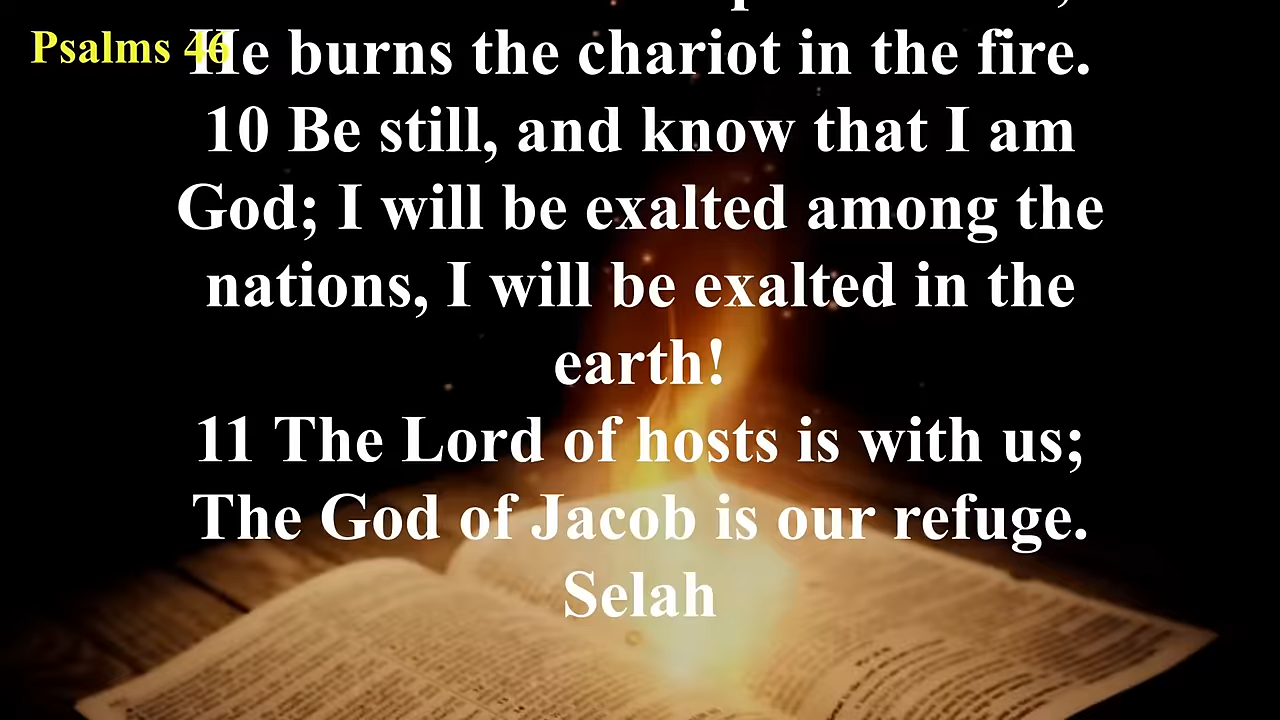 Psalms 46
He burns the chariot in the fire.
10 Be still, and know that I am
God; I will be exalted among the
nations, I will be exalted in the
earth!
11 The Lord of hosts is with us;
The God of Jacob is our refuge.
Selah